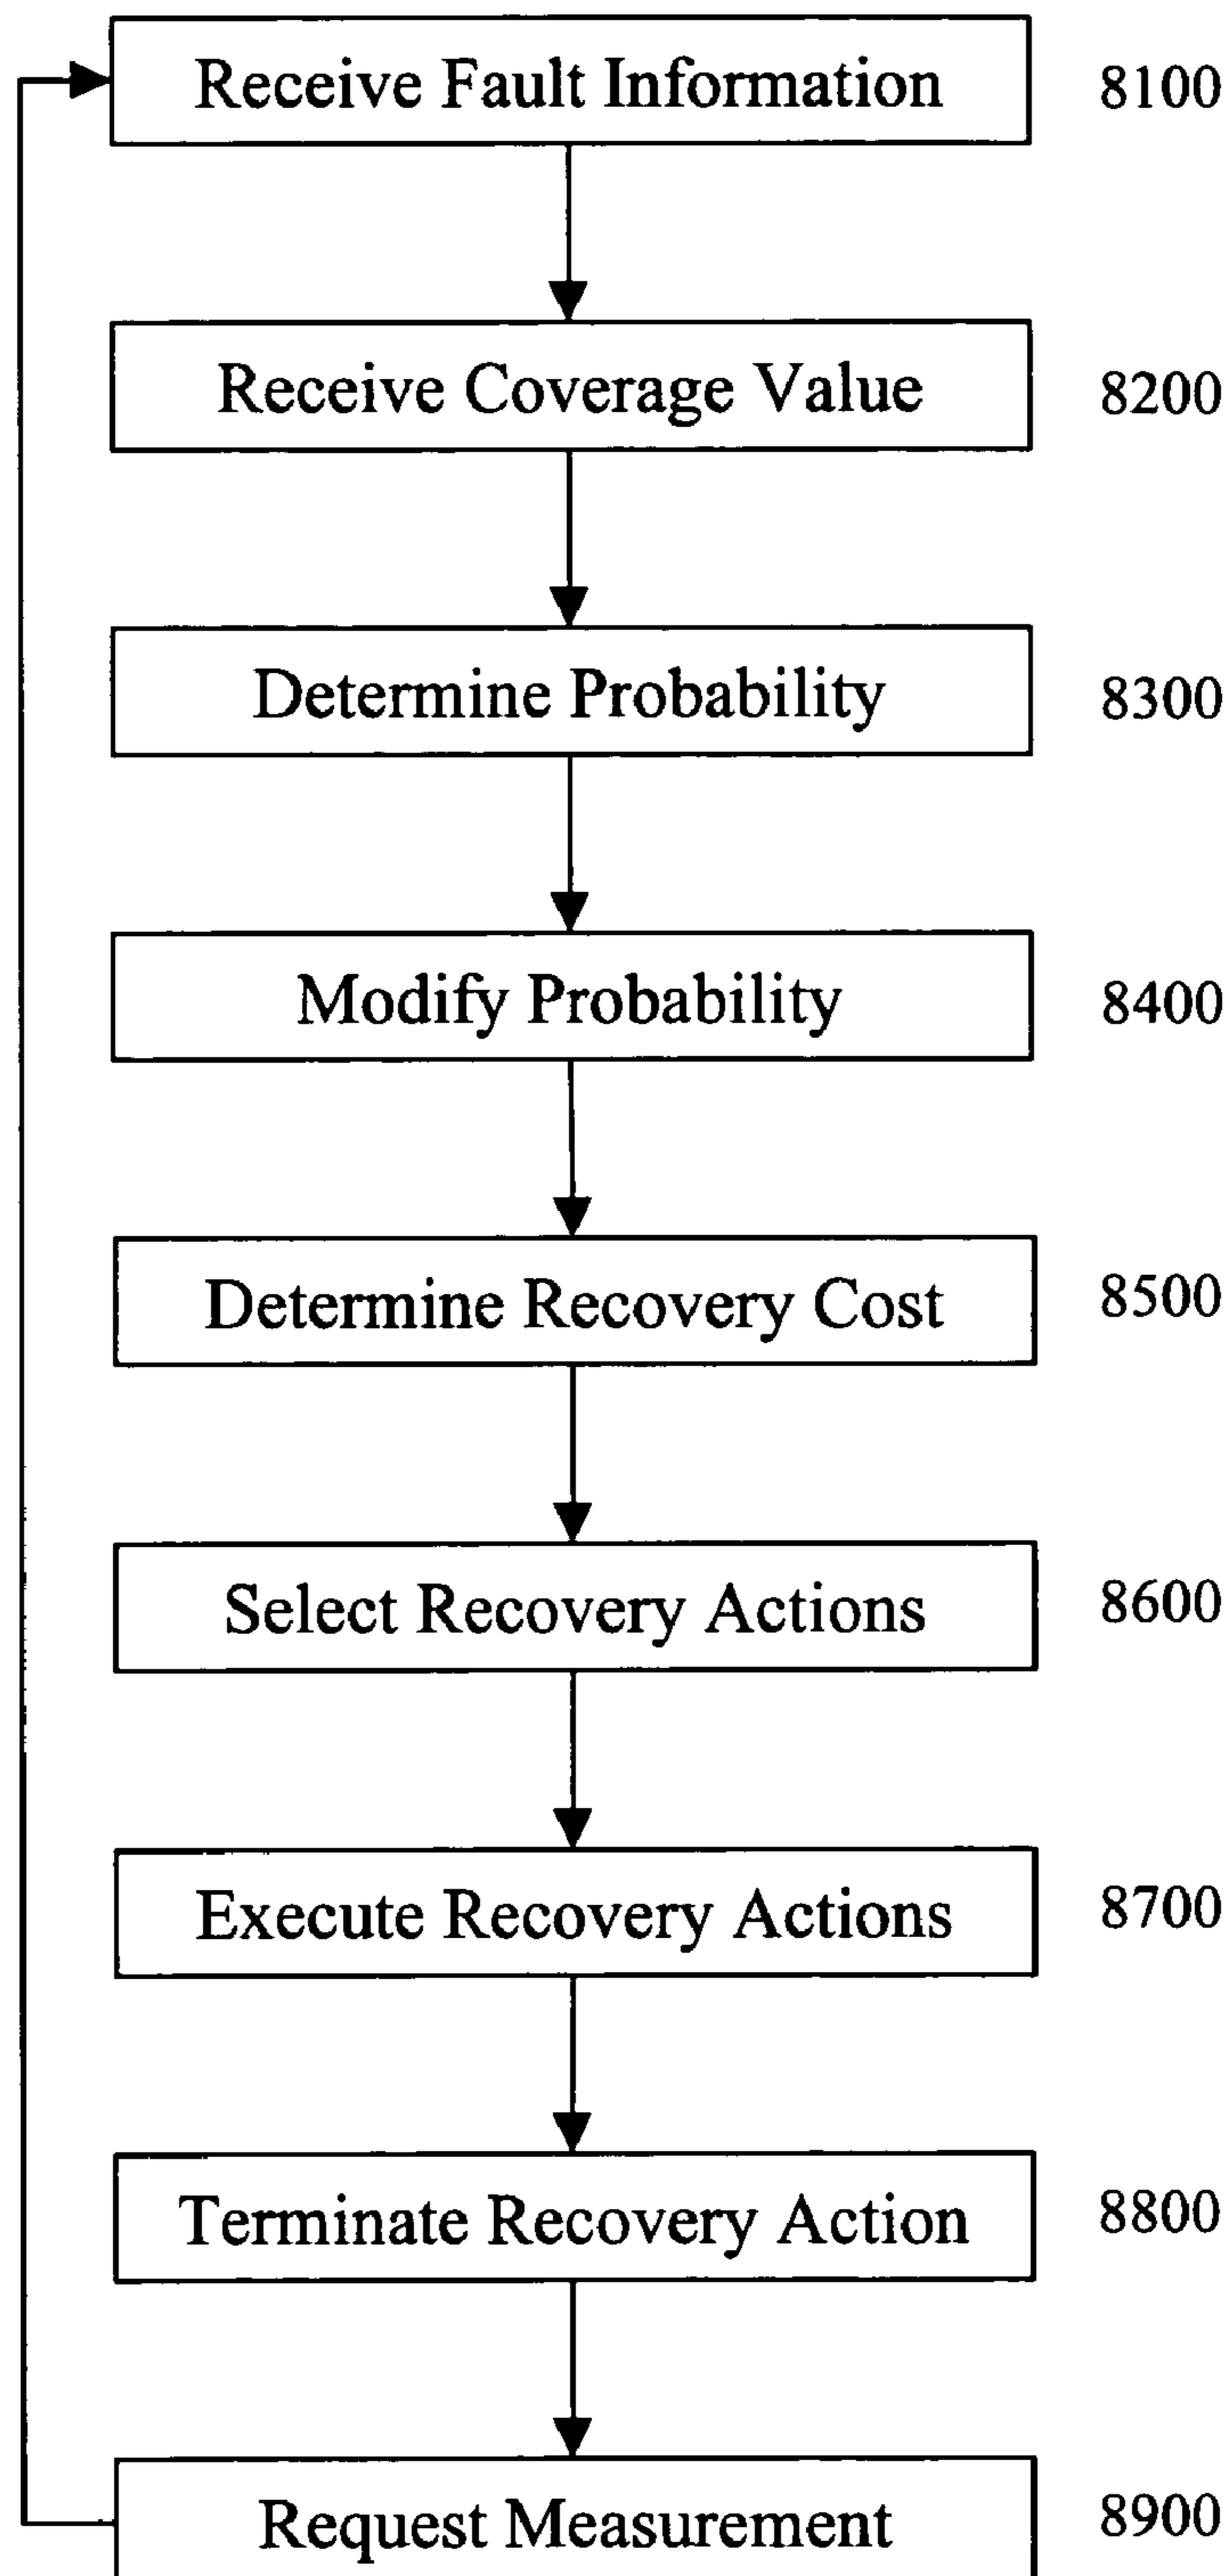 Receive Fault Information 8100
Receive Coverage Value 8200
Determine Probability 8300
Modify Probability 8400
Determine Recovery Cost 8500
Select Recovery Actions 8600
Execute Recovery Actions 8700
Terminate Recovery Action 8800
Request Measurement 8900